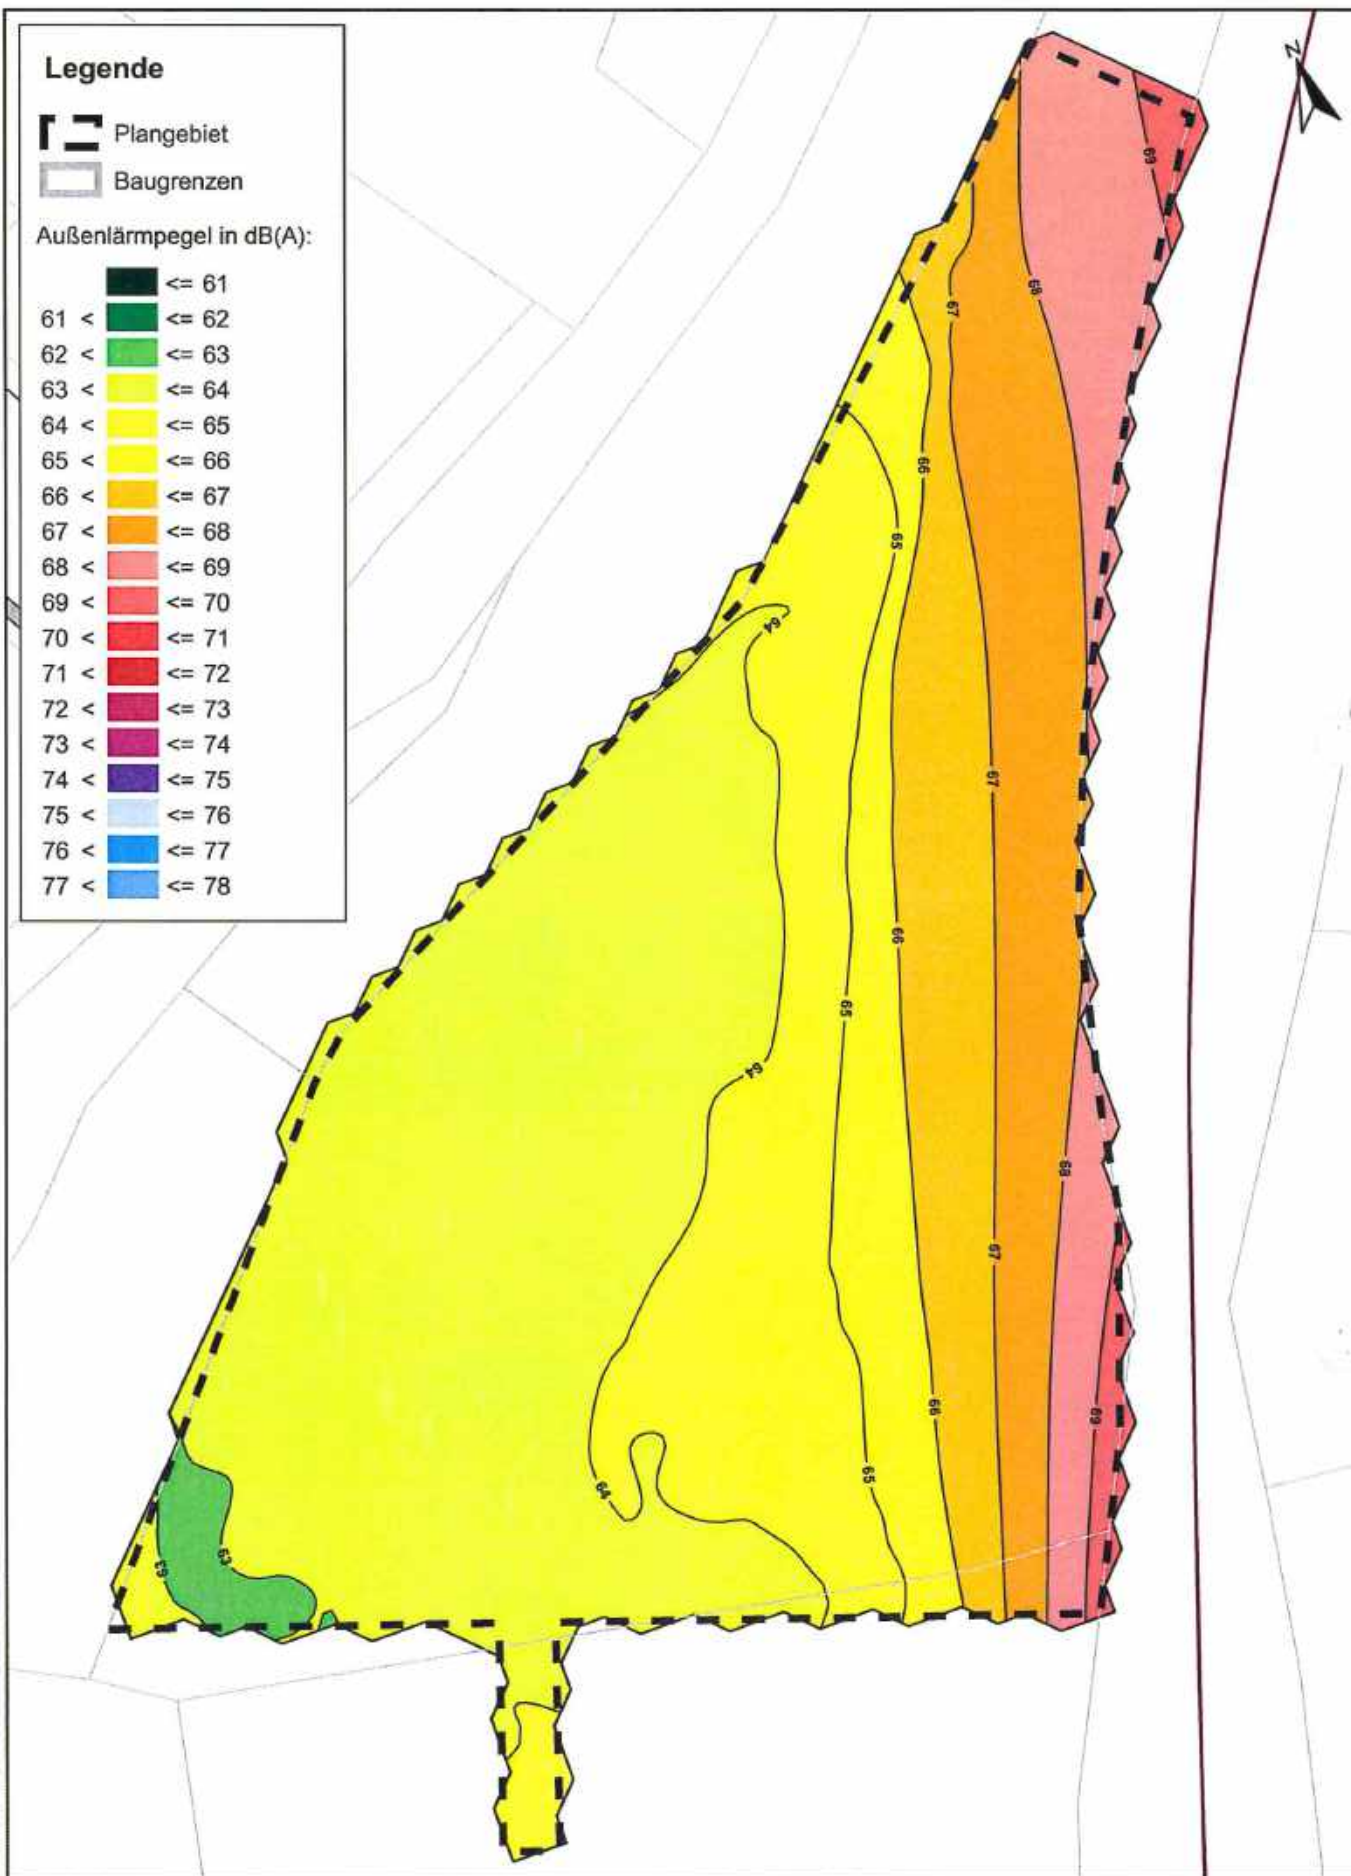 Legende
Plangebiet
Baugrenzen
Außenlärmpegel in dB(A):
<= 61
61 < <= 62
62 < <= 63
63 < <= 64
64 < <= 65
65 < <= 66
66 < <= 67
67 < <= 68
68 < <= 69
69 < <= 70
70 < <= 71
71 < <= 72
72 < <= 73
73 < <= 74
74 < <= 75
75 < <= 76
76 < <= 77
77 < <= 78
N
69
68
67
66
65
64
67
66
65
64
68
67
66
69
65
64
63
63